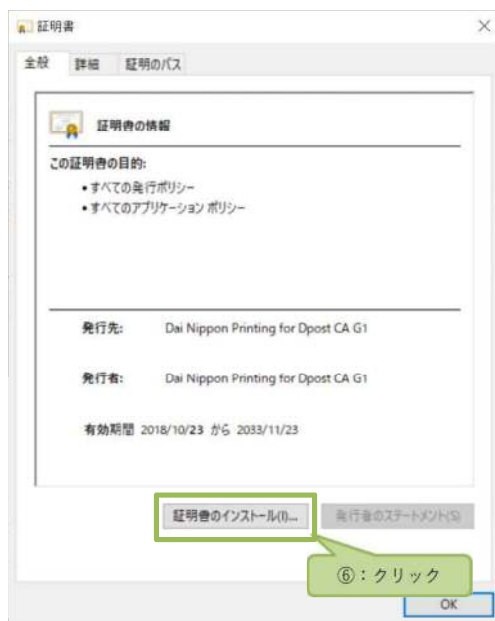 証明書
全般 詳細 証明のパス
証明書の情報
この証明書の目的:
• すべての発行ポリシー
• すべてのアプリケーション ポリシー
発行先: Dai Nippon Printing for Dpost CA G1
発行者: Dai Nippon Printing for Dpost CA G1
有効期間 2018/10/23 から 2033/11/23
証明書のインストール(I)... 発行者のステートメント(S)
⑥：クリック
OK